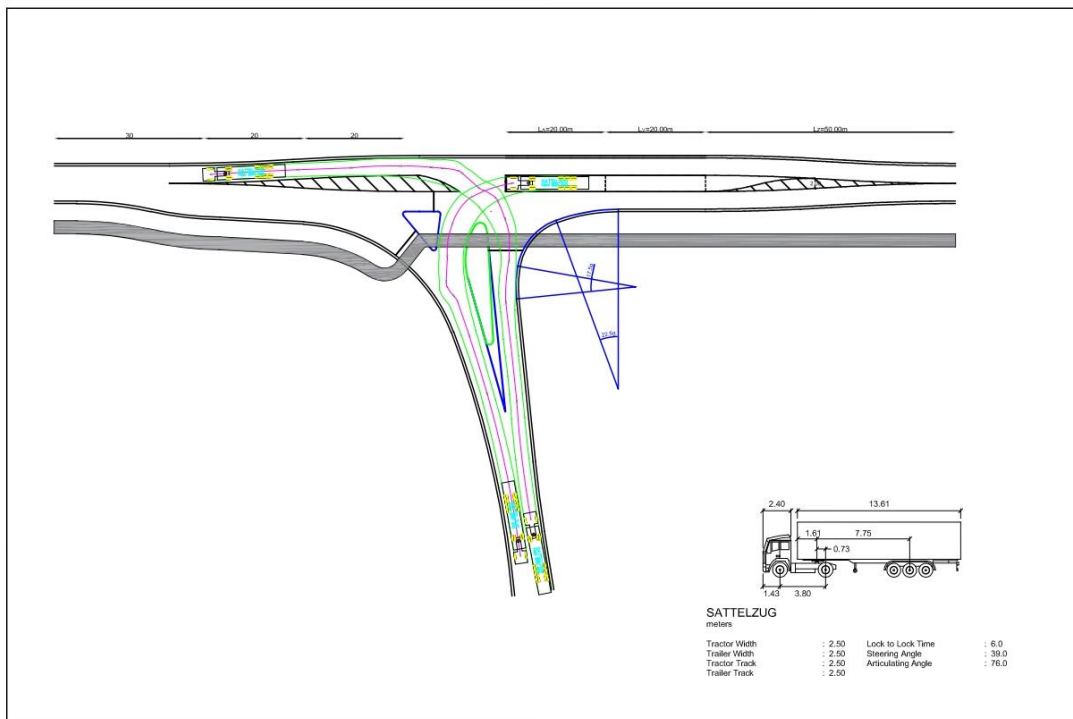 30 20 20 LA=20.00m LV=20.00m LZ=50.00m
2.40 13.61
1.61 7.75
0.73
1.43 3.80
SATTELZUG
meters
Tractor Width : 2.50 Lock to Lock Time : 6.0
Trailer Width : 2.50 Steering Angle : 39.0
Tractor Track : 2.50 Articulating Angle : 76.0
Trailer Track : 2.50